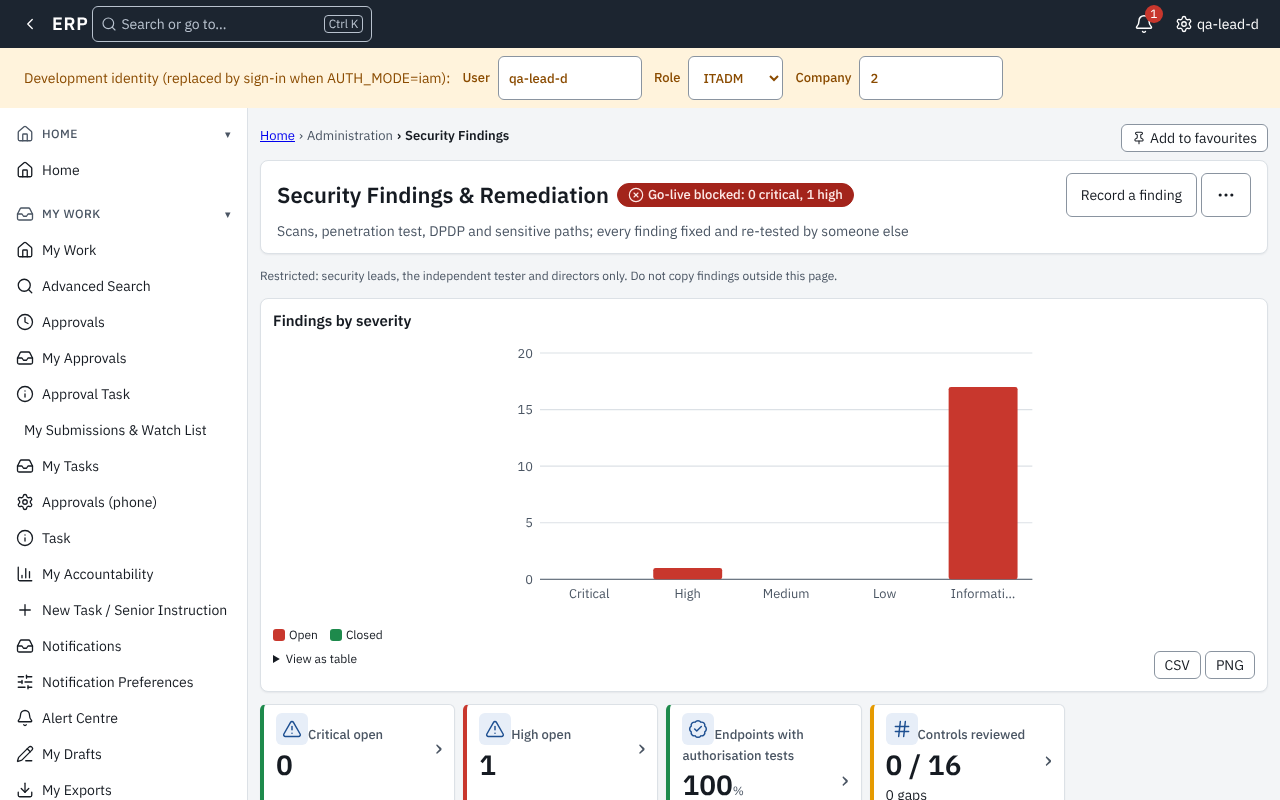 ERP
Search or go to...
Ctrl K
1
qa-lead-d
Development identity (replaced by sign-in when AUTH_MODE=iam): User qa-lead-d Role ITADM Company 2
HOME
Home
MY WORK
My Work
Advanced Search
Approvals
My Approvals
Approval Task
My Submissions & Watch List
My Tasks
Approvals (phone)
Task
My Accountability
New Task / Senior Instruction
Notifications
Notification Preferences
Alert Centre
My Drafts
My Exports
Home › Administration › Security Findings
Add to favourites
Security Findings & Remediation
Go-live blocked: 0 critical, 1 high
Record a finding
Scans, penetration test, DPDP and sensitive paths; every finding fixed and re-tested by someone else
Restricted: security leads, the independent tester and directors only. Do not copy findings outside this page.
Findings by severity
20
15
10
5
0
Critical High Medium Low Informati...
Open Closed
View as table
CSV PNG
Critical open
0
High open
1
Endpoints with
authorisation tests
100%
Controls reviewed
0 / 16
0 gaps